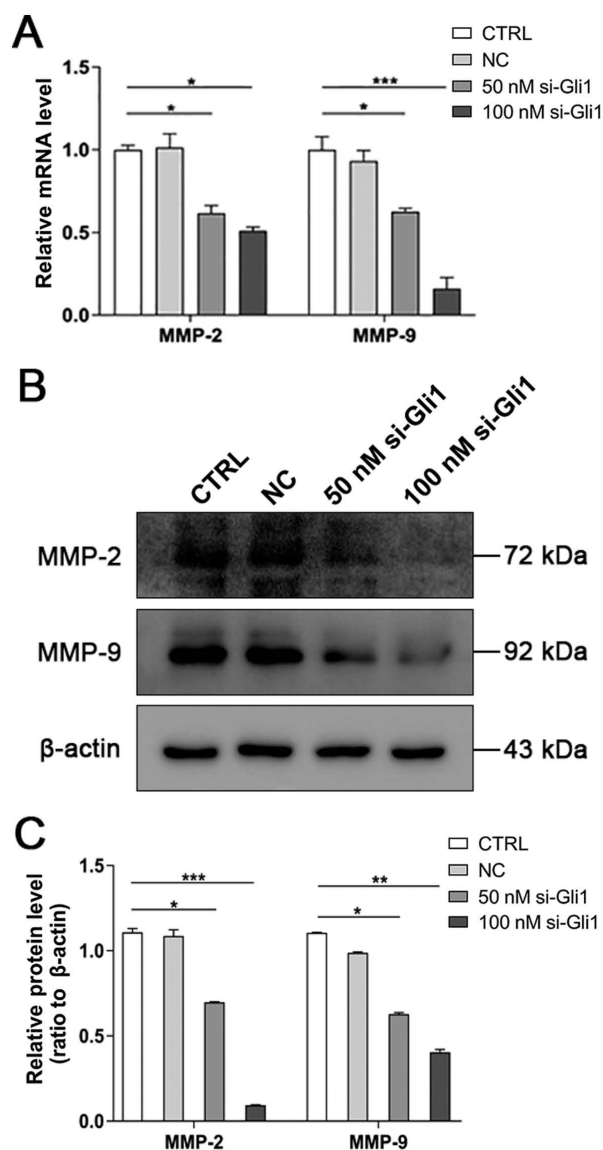 A
CTRL
NC
50 nM si-Gli1
100 nM si-Gli1
Relative mRNA level
1.5
1.0
0.5
0.0
* *
* ***
MMP-2 MMP-9
B
CTRL NC 50 nM si-Gli1 100 nM si-Gli1
MMP-2 72 kDa
MMP-9 92 kDa
β-actin 43 kDa
C
CTRL
NC
50 nM si-Gli1
100 nM si-Gli1
Relative protein level
(ratio to β-actin)
1.5
1.0
0.5
0.0
*** *
** *
MMP-2 MMP-9